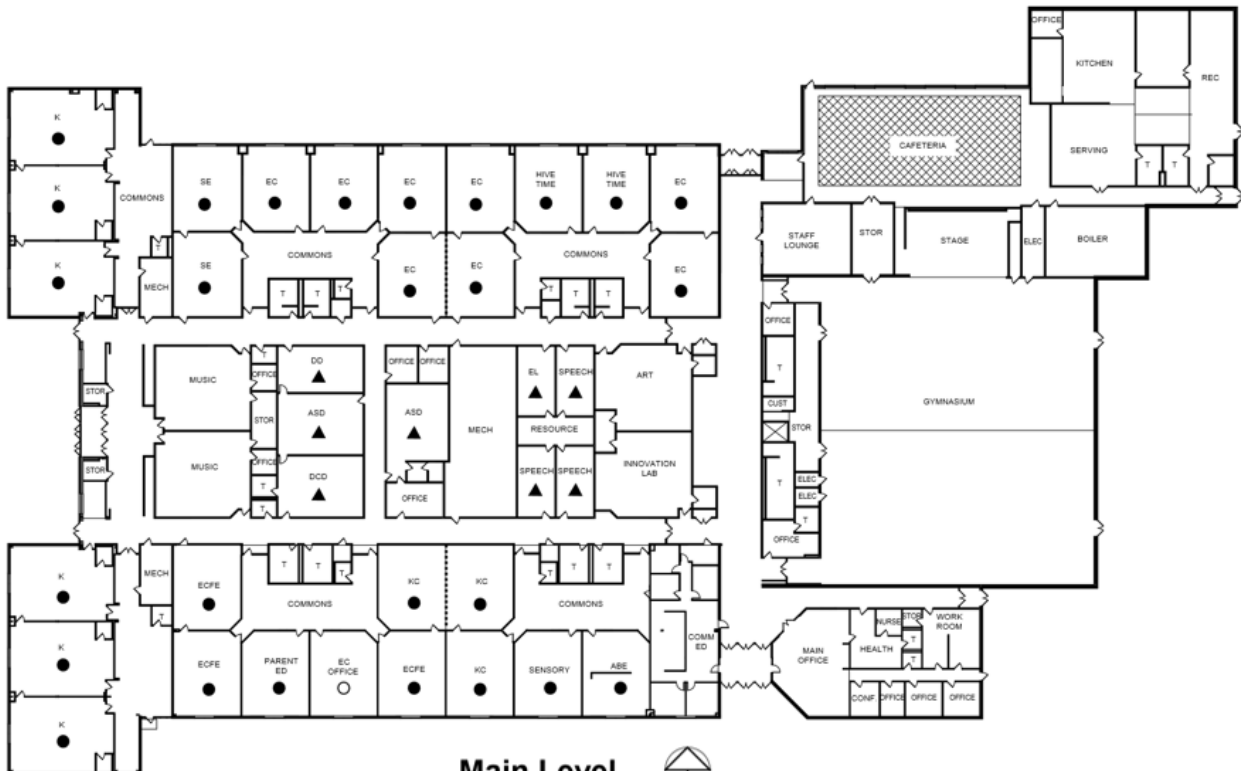 OFFICE
KITCHEN
REC
K
CAFETERIA
SERVING
T
T
SE
EC
EC
EC
EC
HIVE
TIME
HIVE
TIME
EC
K
COMMONS
STAFF
LOUNGE
STOR
STAGE
ELEC
BOILER
K
T
MECH
SE
COMMONS
EC
EC
COMMONS
EC
T
T
T
T
T
T
OFFICE
MUSIC
T
OFFICE
DD
OFFICE
OFFICE
EL
SPEECH
ART
T
STOR
STOR
ASD
ASD
MECH
RESOURCE
CUST
STOR
GYMNASIUM
STOR
MUSIC
OFFICE
T
T
DCD
OFFICE
SPEECH
SPEECH
INNOVATION
LAB
T
ELEC
ELEC
T
OFFICE
K
MECH
T
ECFE
T
T
T
COMMONS
KC
KC
T
T
T
COMMONS
K
ECFE
PARENT
ED
EC
OFFICE
ECFE
KC
SENSORY
ABE
COMM
ED
MAIN
OFFICE
NURSE
HEALTH
STOR
T
T
WORK
ROOM
CONF
OFFICE
OFFICE
OFFICE
K
Main Level